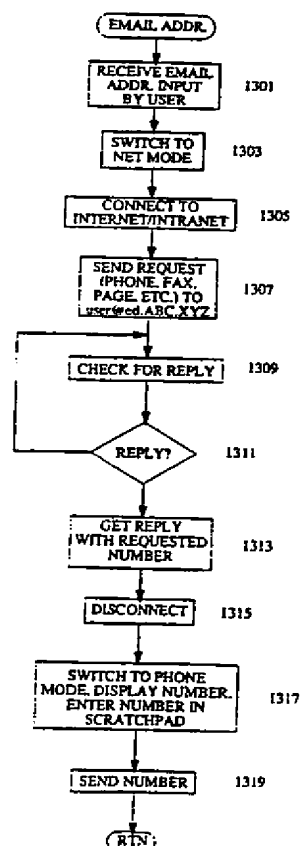 EMAIL ADDR.
RECEIVE EMAIL
ADDR. INPUT
BY USER
1301
SWITCH TO
NET MODE
1303
CONNECT TO
INTERNET/INTRANET
1305
SEND REQUEST
(PHONE, FAX,
PAGE, ETC.) TO
user@ed.ABC.XYZ
1307
CHECK FOR REPLY
1309
REPLY?
1311
GET REPLY
WITH REQUESTED
NUMBER
1313
DISCONNECT
1315
SWITCH TO PHONE
MODE, DISPLAY NUMBER,
ENTER NUMBER IN
SCRATCHPAD
1317
SEND NUMBER
1319
RTN